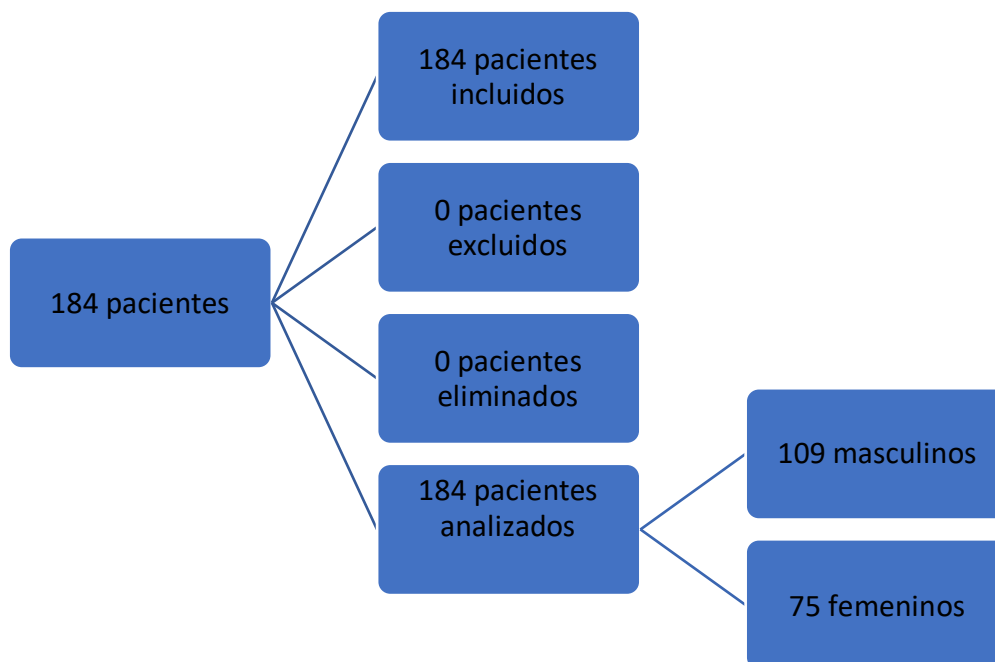 184 pacientes
184 pacientes
incluidos
0 pacientes
excluidos
0 pacientes
eliminados
184 pacientes
analizados
109 masculinos
75 femeninos